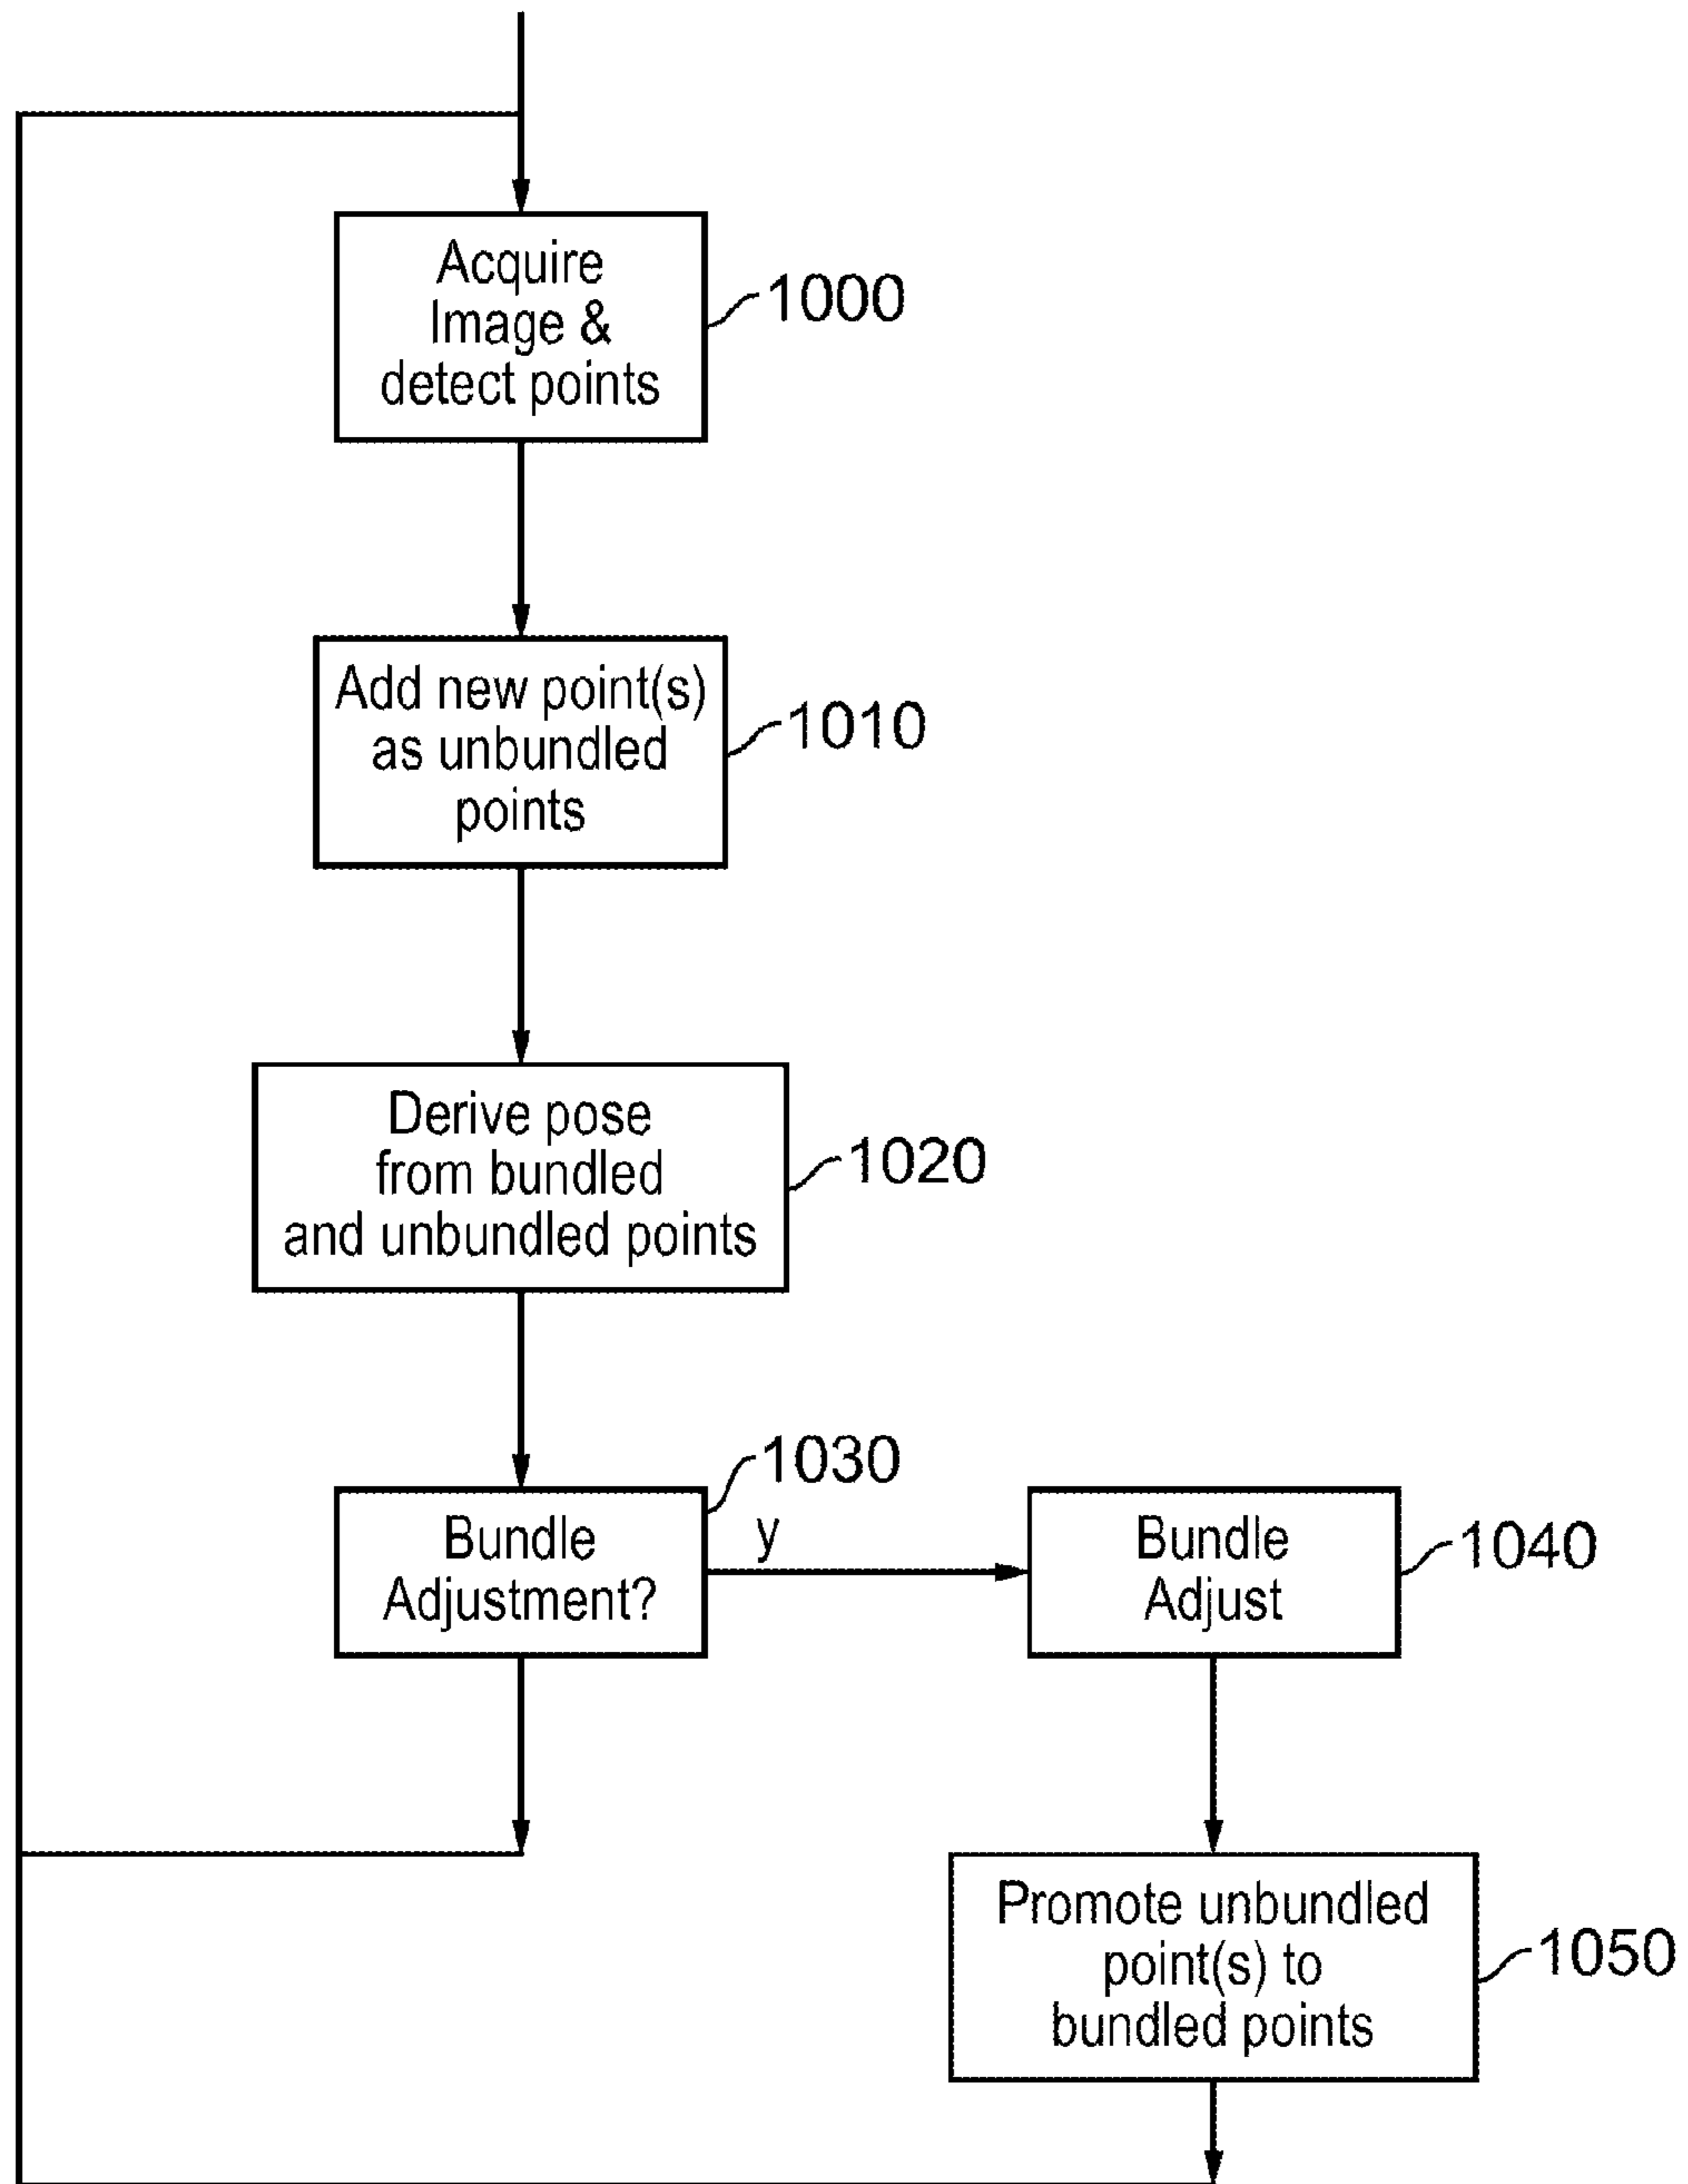 Acquire
Image &
detect points
1000
Add new point(s)
as unbundled
points
1010
Derive pose
from bundled
and unbundled points
1020
1030
Bundle
Adjustment?
y
Bundle
Adjust
1040
Promote unbundled
point(s) to
bundled points
1050